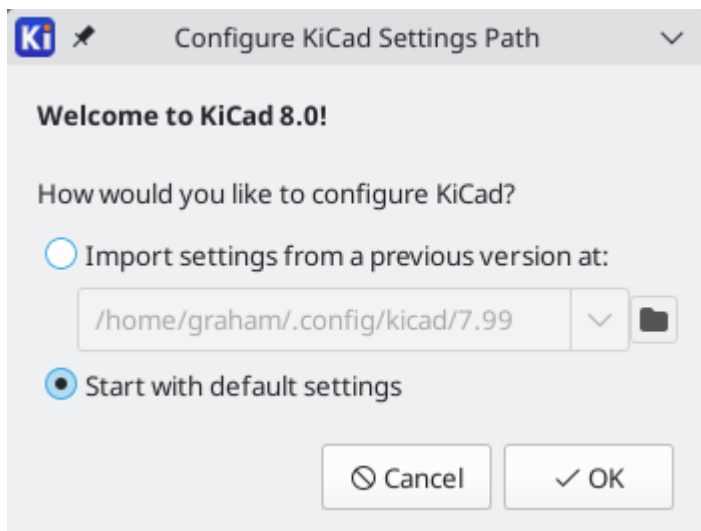 Ki Configure KiCad Settings Path
Welcome to KiCad 8.0!
How would you like to configure KiCad?
Import settings from a previous version at:
/home/graham/.config/kicad/7.99
Start with default settings
Cancel OK